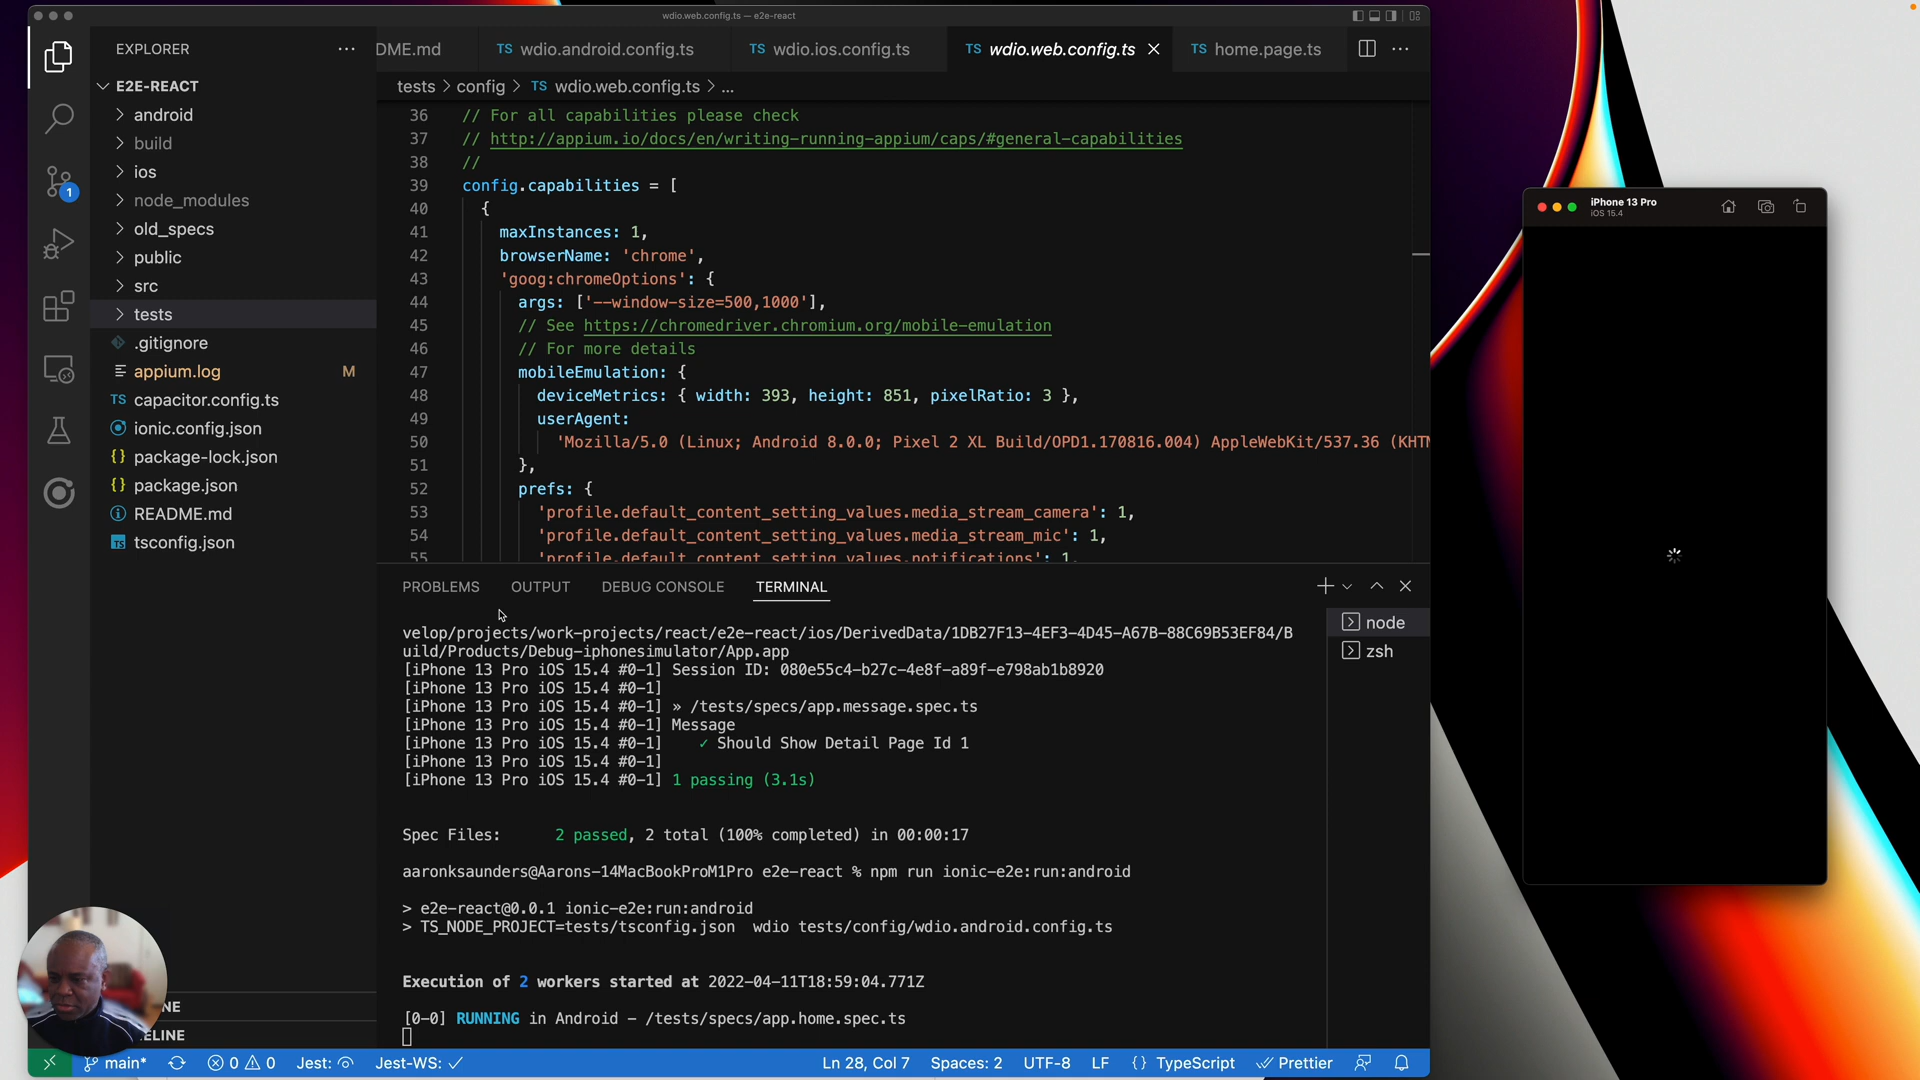 wdio.web.config.ts — e2e-react
EXPLORER
E2E-REACT
android
build
ios
node_modules
old_specs
public
src
tests
.gitignore
appium.log M
capacitor.config.ts
ionic.config.json
package-lock.json
package.json
README.md
tsconfig.json
NE
ELINE
1
DME.md
TS wdio.android.config.ts
TS wdio.ios.config.ts
TS wdio.web.config.ts
TS home.page.ts
tests > config > TS wdio.web.config.ts > ...
36 // For all capabilities please check
37 // http://appium.io/docs/en/writing-running-appium/caps/#general-capabilities
38 //
39 config.capabilities = [
40 {
41 maxInstances: 1,
42 browserName: 'chrome',
43 'goog:chromeOptions': {
44 args: ['--window-size=500,1000'],
45 // See https://chromedriver.chromium.org/mobile-emulation
46 // For more details
47 mobileEmulation: {
48 deviceMetrics: { width: 393, height: 851, pixelRatio: 3 },
49 userAgent:
50 'Mozilla/5.0 (Linux; Android 8.0.0; Pixel 2 XL Build/OPD1.170816.004) AppleWebKit/537.36 (KHTM
51 },
52 prefs: {
53 'profile.default_content_setting_values.media_stream_camera': 1,
54 'profile.default_content_setting_values.media_stream_mic': 1,
55 'profile.default_content_setting_values.notifications': 1,
PROBLEMS OUTPUT DEBUG CONSOLE TERMINAL
node
zsh
velop/projects/work-projects/react/e2e-react/ios/DerivedData/1DB27F13-4EF3-4D45-A67B-88C69B53EF84/B
uild/Products/Debug-iphonesimulator/App.app
[iPhone 13 Pro iOS 15.4 #0-1] Session ID: 080e55c4-b27c-4e8f-a89f-e798ab1b8920
[iPhone 13 Pro iOS 15.4 #0-1]
[iPhone 13 Pro iOS 15.4 #0-1] » /tests/specs/app.message.spec.ts
[iPhone 13 Pro iOS 15.4 #0-1] Message
[iPhone 13 Pro iOS 15.4 #0-1] ✓ Should Show Detail Page Id 1
[iPhone 13 Pro iOS 15.4 #0-1]
[iPhone 13 Pro iOS 15.4 #0-1] 1 passing (3.1s)
Spec Files: 2 passed, 2 total (100% completed) in 00:00:17
aaronksaunders@Aarons-14MacBookProM1Pro e2e-react % npm run ionic-e2e:run:android
> e2e-react@0.0.1 ionic-e2e:run:android
> TS_NODE_PROJECT=tests/tsconfig.json wdio tests/config/wdio.android.config.ts
Execution of 2 workers started at 2022-04-11T18:59:04.771Z
[0-0] RUNNING in Android - /tests/specs/app.home.spec.ts
main* 0 0 Jest: Jest-WS: ✓ Ln 28, Col 7 Spaces: 2 UTF-8 LF {} TypeScript Prettier
iPhone 13 Pro
iOS 15.4